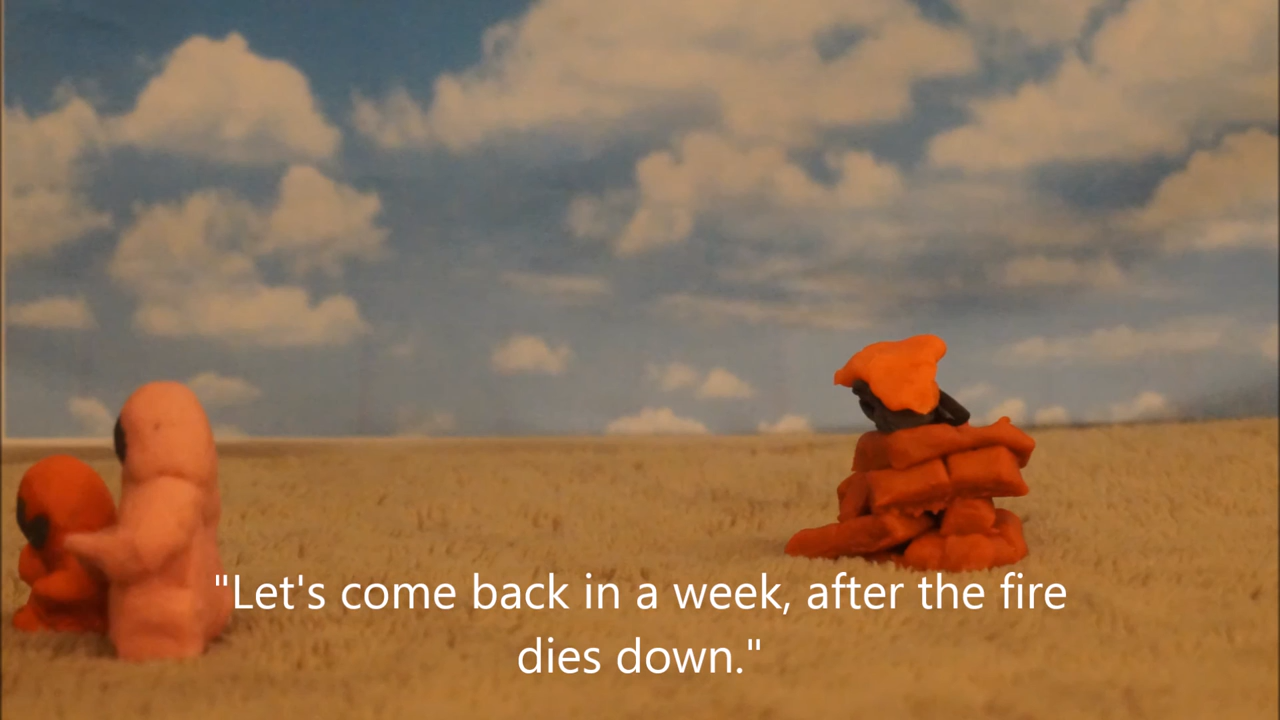 "Let's come back in a week, after the fire
dies down."